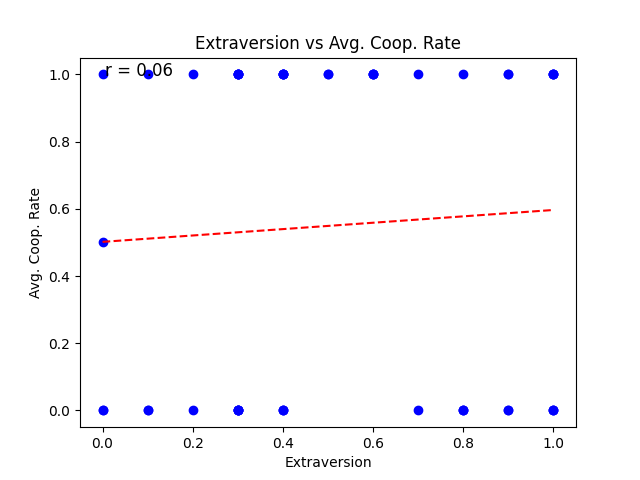 Extraversion vs Avg. Coop. Rate
r = 0.06
1.0
0.8
0.6
0.4
0.2
0.0
Avg. Coop. Rate
0.0 0.2 0.4 0.6 0.8 1.0
Extraversion